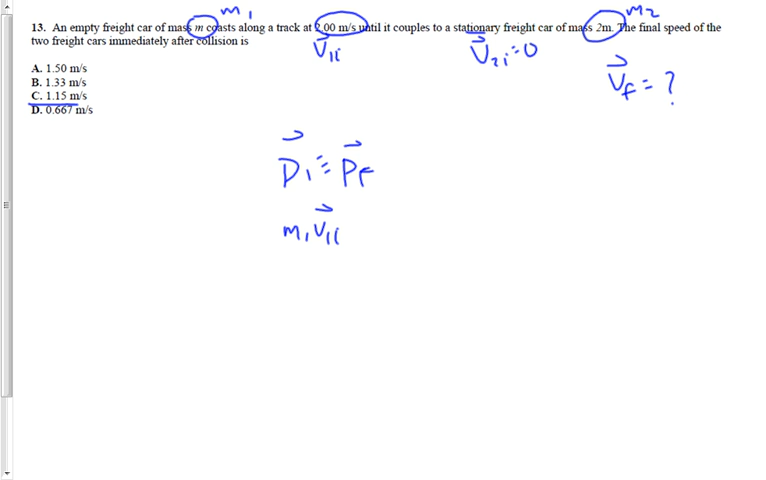 m1 m2
13. An empty freight car of mass m coasts along a track at 2.00 m/s until it couples to a stationary freight car of mass 2m. The final speed of the
two freight cars immediately after collision is
V1i V2i=0
A. 1.50 m/s
B. 1.33 m/s
C. 1.15 m/s
D. 0.667 m/s
Vf = ?
Pi = Pf
m1V1i